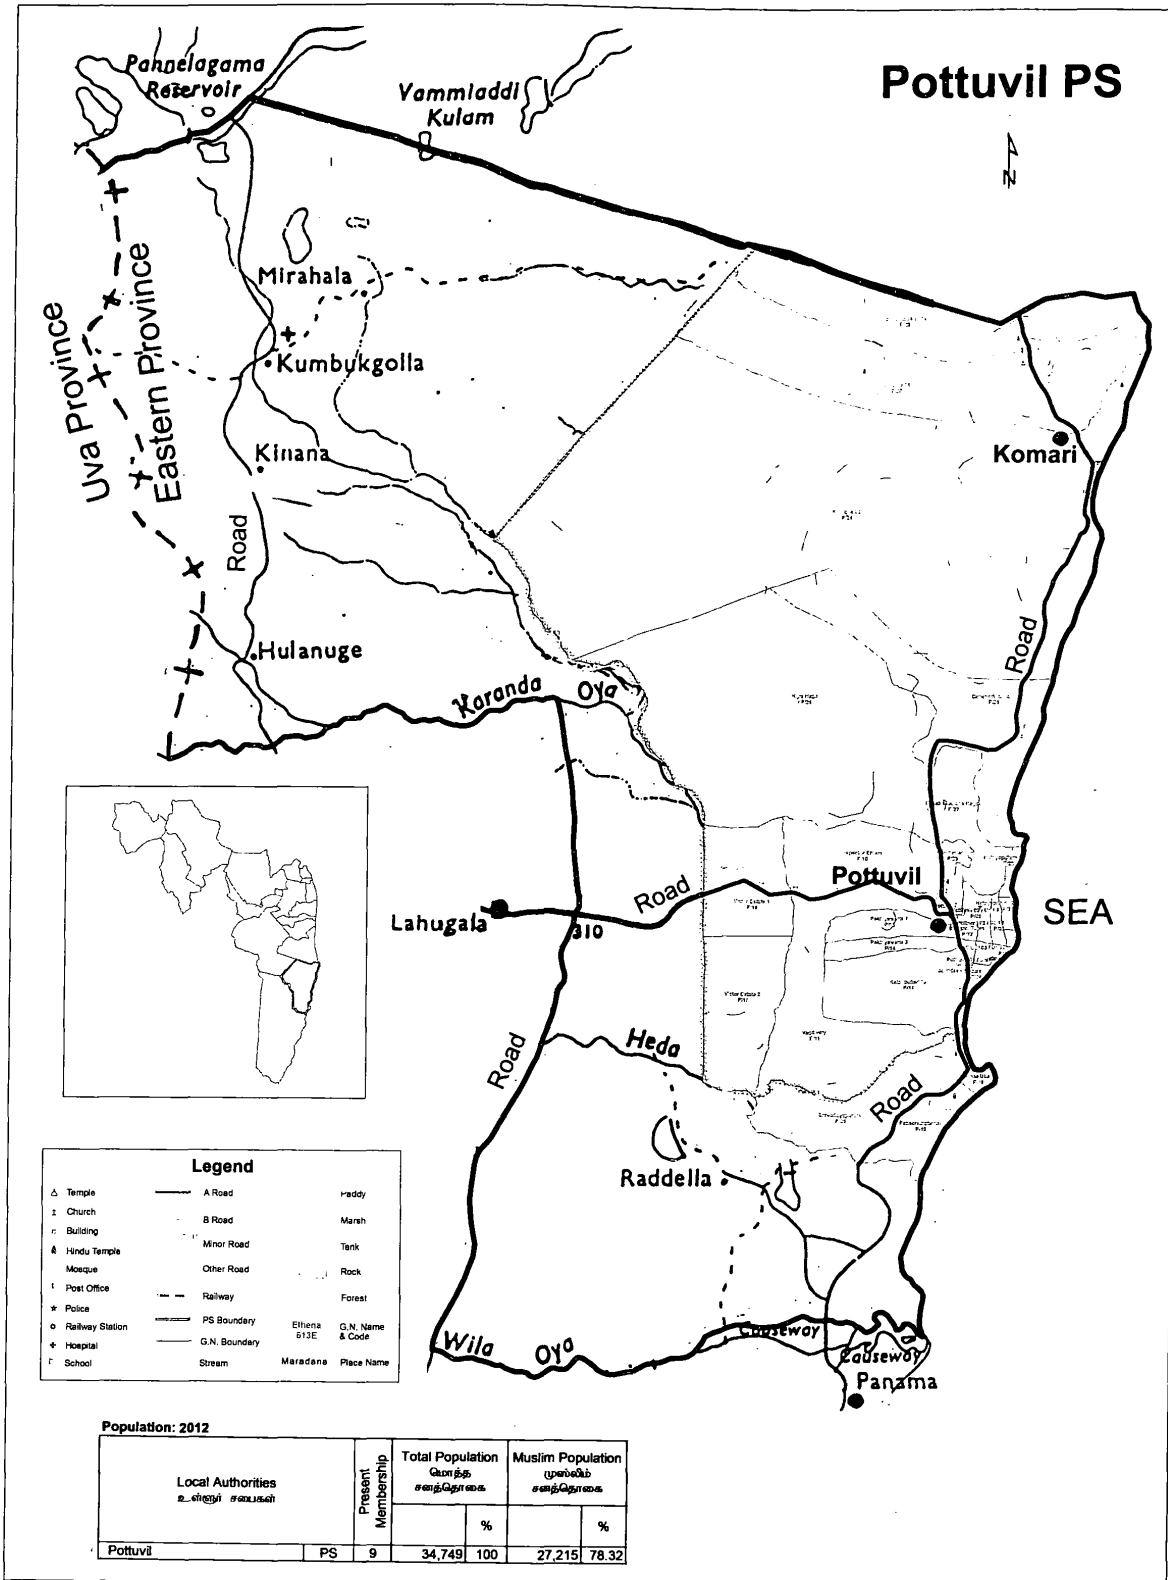 Pannelagama
Reservoir
Vammiaddi
Kulam
Pottuvil PS
Mirahala
Uva Province
Eastern Province
Kumbukgolla
Kinana
Komari
Road
Road
Hulanuge
Karanda Oya
Pottuvil
Road
Lahugala
310
SEA
Heda
Road
Road
Raddella
Wila Oya
Causeway
Causeway
Panama
Legend
Temple
Church
Building
Hindu Temple
Mosque
Post Office
Police
Railway Station
Hospital
School
A Road
B Road
Minor Road
Other Road
Railway
PS Boundary
G.N. Boundary
Stream
Paddy
Marsh
Tank
Rock
Forest
Ethena
613E
G.N. Name
& Code
Maradana
Place Name
Population: 2012
Local Authorities
உள்ளூர் சபைகள்
Present
Membership
Total Population
மொத்த
சனத்தொகை
Muslim Population
முஸ்லிம்
சனத்தொகை
%
%
Pottuvil PS 9 34,749 100 27,215 78.32